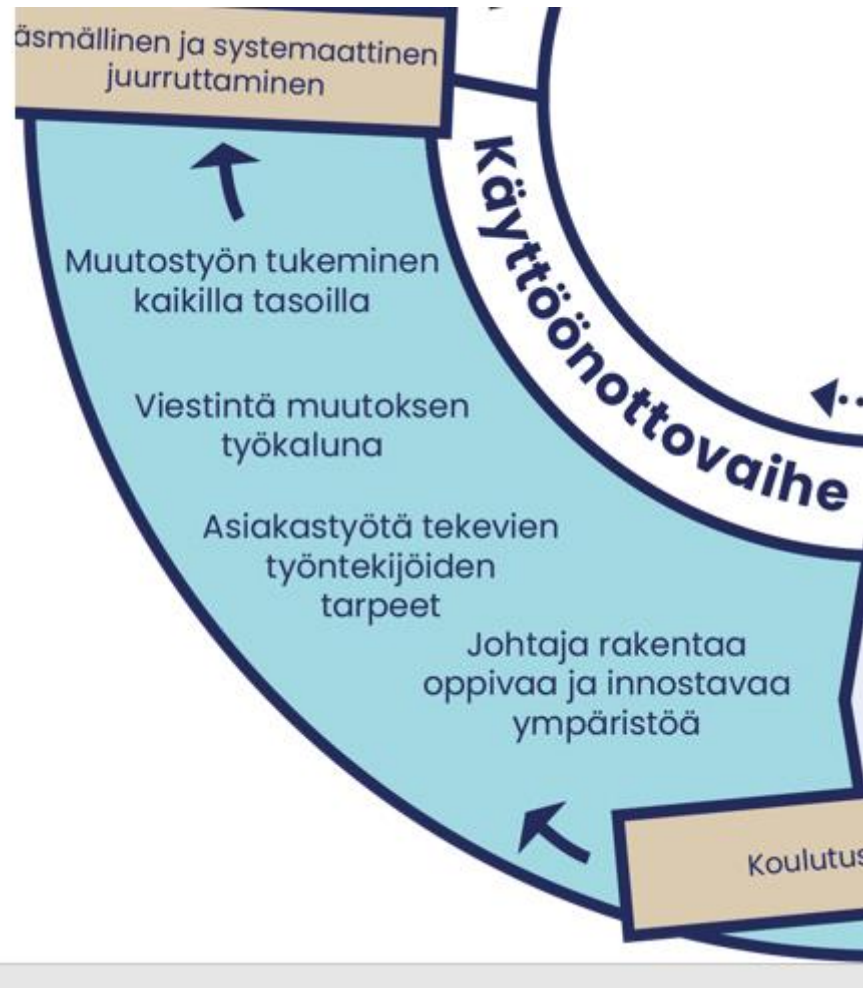 äsmällinen ja systemaattinen
juurruttaminen
Käyttöönottovaihe
Muutostyön tukeminen
kaikilla tasoilla
Viestintä muutoksen
työkaluna
Asiakastyötä tekevien
työntekijöiden
tarpeet
Johtaja rakentaa
oppivaa ja innostavaa
ympäristöä
Koulutus